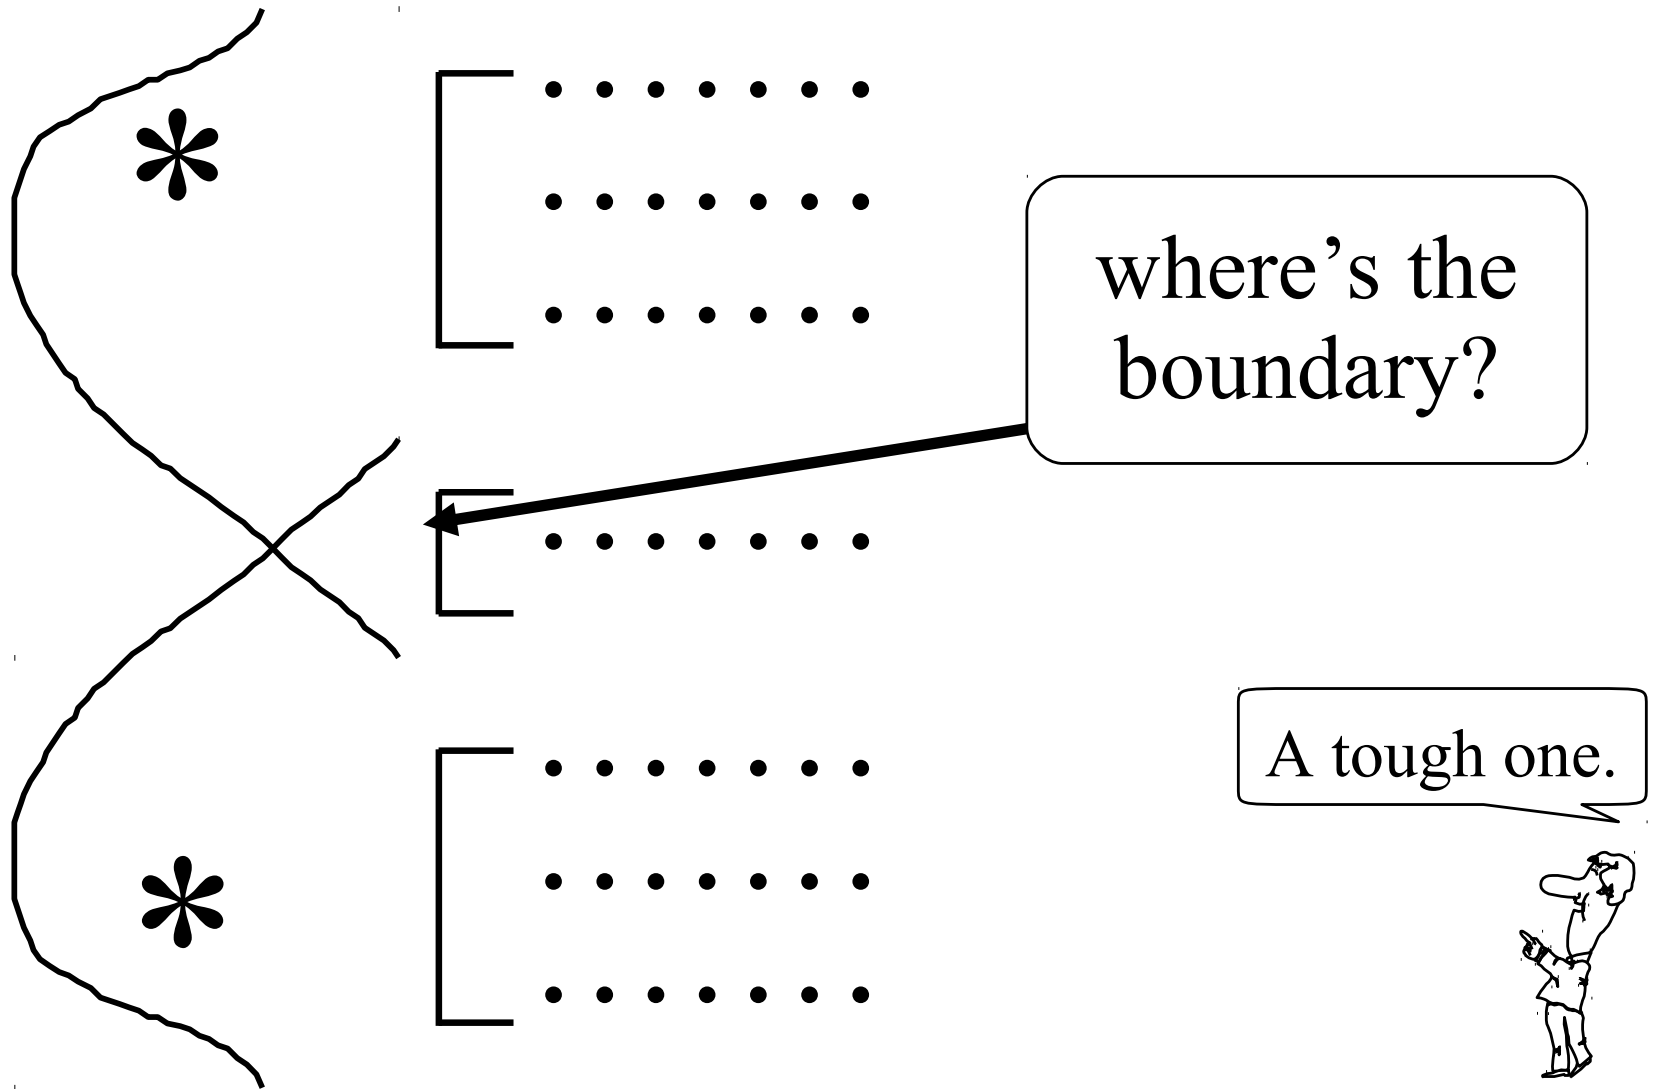 *
• • • • • • •
• • • • • • •
• • • • • • •
where’s the
boundary?
• • • • • • •
A tough one.
• • • • • • •
*
• • • • • • •
• • • • • • •